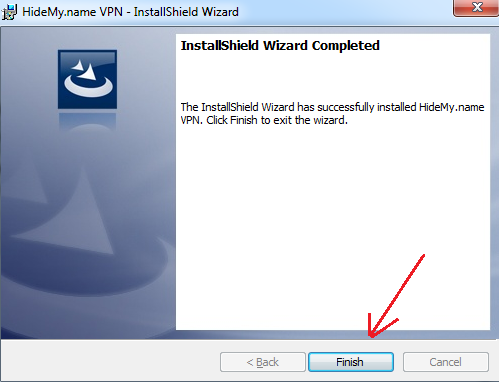 HideMy.name VPN - InstallShield Wizard
InstallShield Wizard Completed
The InstallShield Wizard has successfully installed HideMy.name
VPN. Click Finish to exit the wizard.
< Back
Finish
Cancel